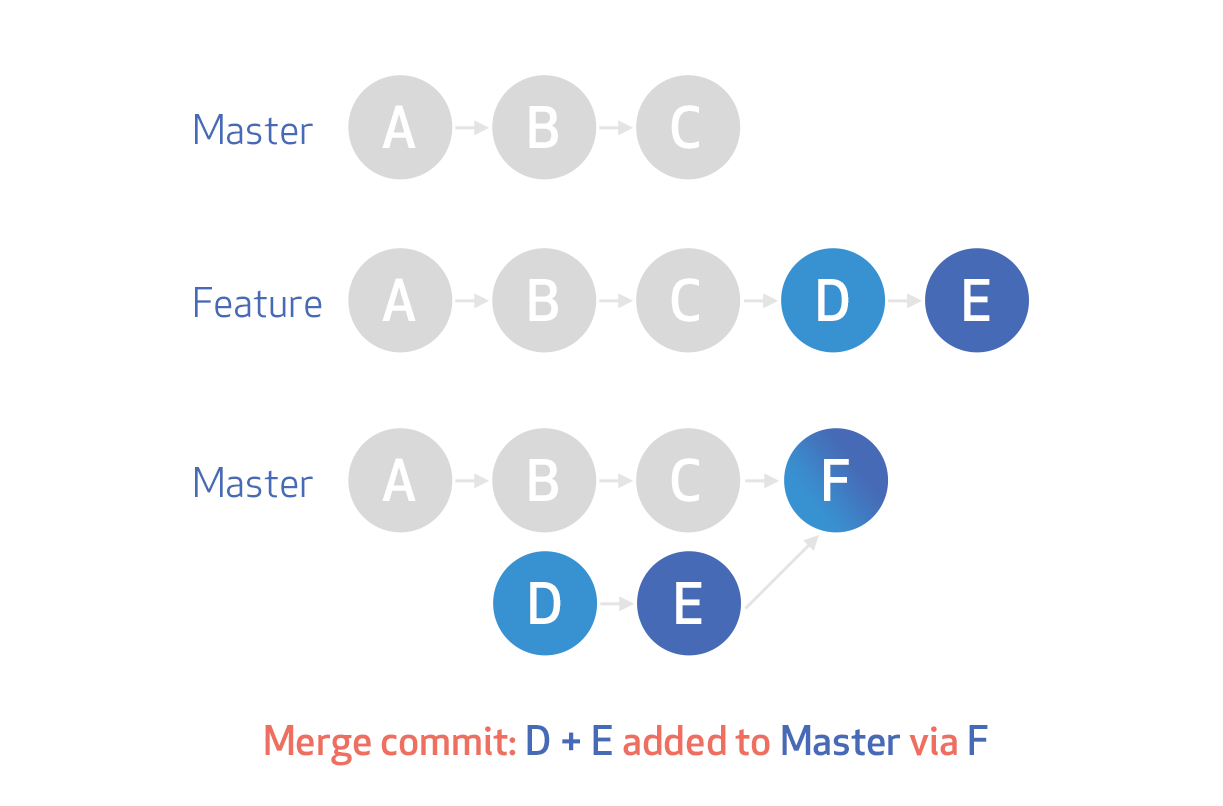 Master A B C
Feature A B C D E
Master A B C F
D E
Merge commit: D + E added to Master via F